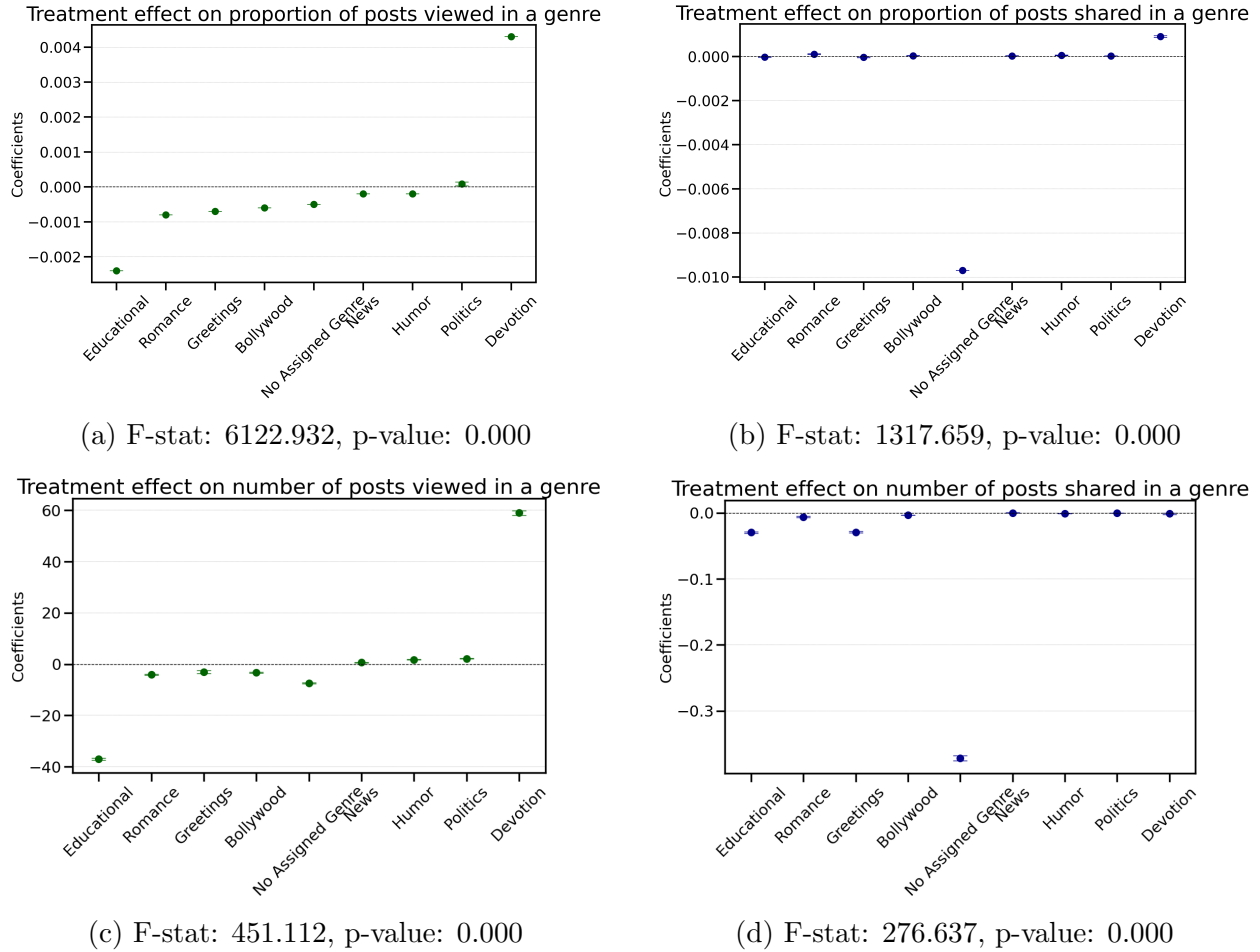 Treatment effect on proportion of posts viewed in a genre
Coefficients
0.004
0.003
0.002
0.001
0.000
−0.001
−0.002
Educational
Romance
Greetings
Bollywood
No Assigned Genre
News
Humor
Politics
Devotion
(a) F-stat: 6122.932, p-value: 0.000
Treatment effect on proportion of posts shared in a genre
Coefficients
0.000
−0.002
−0.004
−0.006
−0.008
−0.010
Educational
Romance
Greetings
Bollywood
No Assigned Genre
News
Humor
Politics
Devotion
(b) F-stat: 1317.659, p-value: 0.000
Treatment effect on number of posts viewed in a genre
Coefficients
60
40
20
0
−20
−40
Educational
Romance
Greetings
Bollywood
No Assigned Genre
News
Humor
Politics
Devotion
(c) F-stat: 451.112, p-value: 0.000
Treatment effect on number of posts shared in a genre
Coefficients
0.0
−0.1
−0.2
−0.3
Educational
Romance
Greetings
Bollywood
No Assigned Genre
News
Humor
Politics
Devotion
(d) F-stat: 276.637, p-value: 0.000